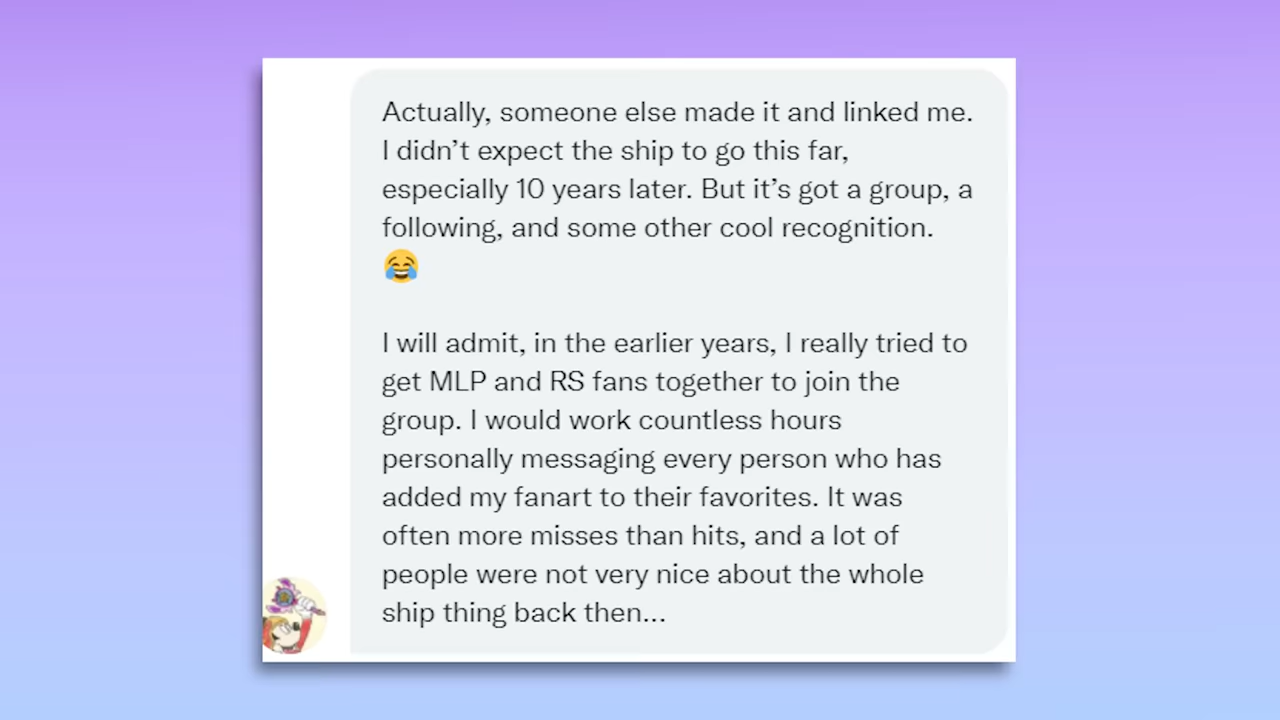 Actually, someone else made it and linked me.
I didn’t expect the ship to go this far,
especially 10 years later. But it’s got a group, a
following, and some other cool recognition.
😂
I will admit, in the earlier years, I really tried to
get MLP and RS fans together to join the
group. I would work countless hours
personally messaging every person who has
added my fanart to their favorites. It was
often more misses than hits, and a lot of
people were not very nice about the whole
ship thing back then...